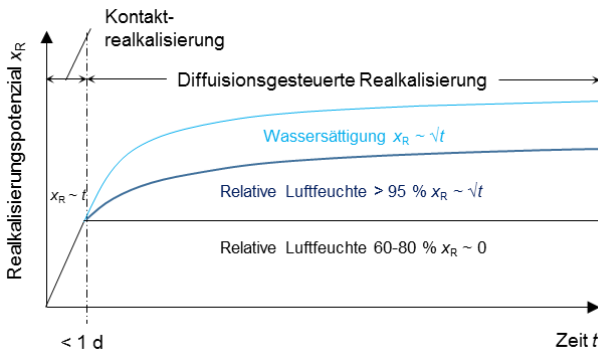 Kontakt-
realkalisierung
Realkalisierungspotenzial xR
Diffuisionsgesteuerte Realkalisierung
Wassersättigung xR ~ √t
xR ~ t
Relative Luftfeuchte > 95 % xR ~ √t
Relative Luftfeuchte 60-80 % xR ~ 0
< 1 d
Zeit t